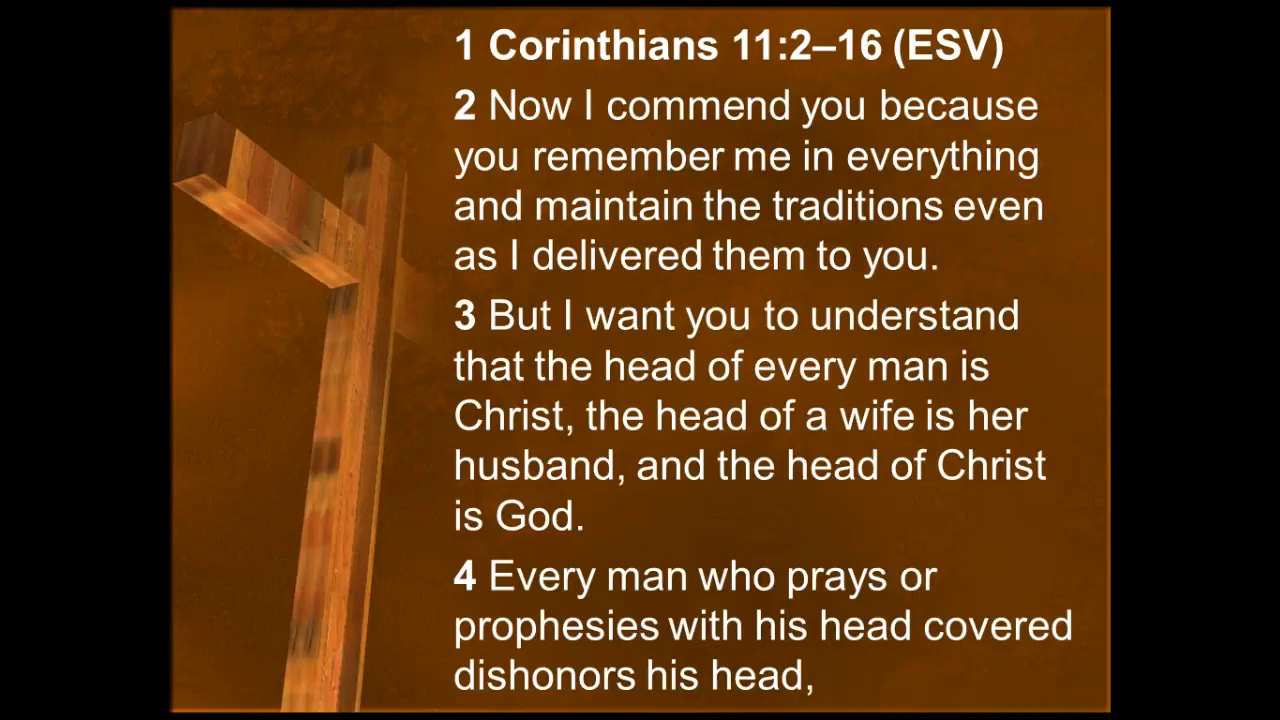 1 Corinthians 11:2–16 (ESV)
2 Now I commend you because
you remember me in everything
and maintain the traditions even
as I delivered them to you.
3 But I want you to understand
that the head of every man is
Christ, the head of a wife is her
husband, and the head of Christ
is God.
4 Every man who prays or
prophesies with his head covered
dishonors his head,